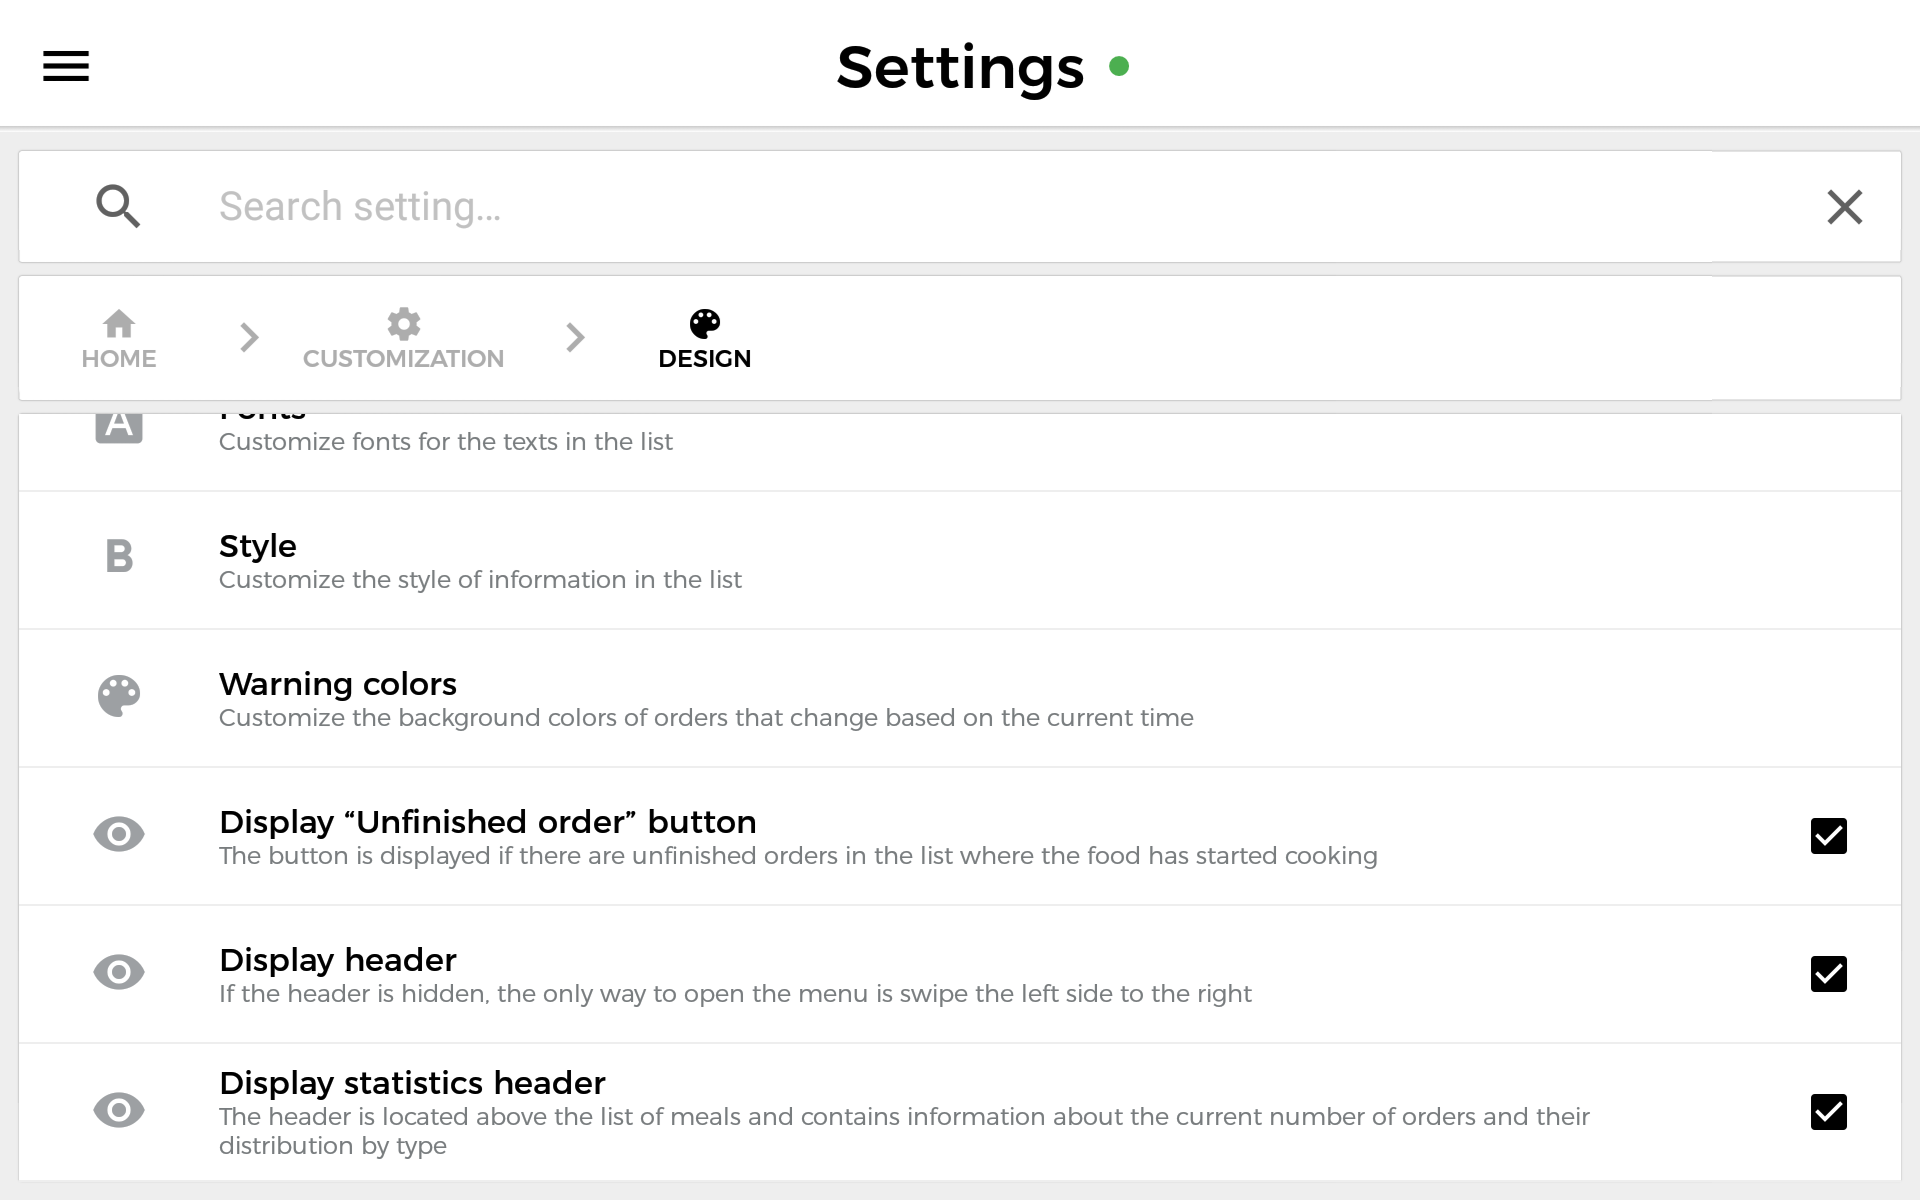 Settings
Search setting...
HOME
CUSTOMIZATION
DESIGN
Fonts
Customize fonts for the texts in the list
Style
Customize the style of information in the list
Warning colors
Customize the background colors of orders that change based on the current time
Display “Unfinished order” button
The button is displayed if there are unfinished orders in the list where the food has started cooking
Display header
If the header is hidden, the only way to open the menu is swipe the left side to the right
Display statistics header
The header is located above the list of meals and contains information about the current number of orders and their
distribution by type